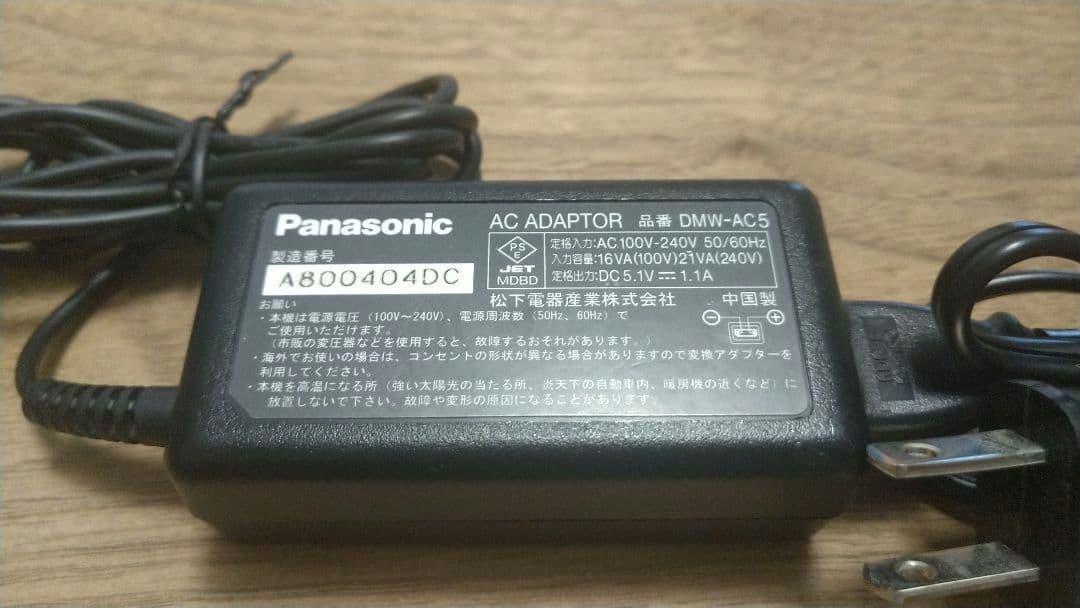 Panasonic
AC ADAPTOR 品番 DMW-AC5
製造番号
A800404DC
PSE
JET
MDBD
定格入力:AC100V-240V 50/60Hz
入力容量:16VA(100V)21VA(240V)
定格出力:DC5.1V⎓1.1A
松下電器産業株式会社 中国製
お願い
・本機は電源電圧(100V〜240V)、電源周波数(50Hz、60Hz)で
ご使用いただけます。
(市販の変圧器などを使用すると、故障するおそれがあります。)
・海外でお使いの場合は、コンセントの形状が異なる場合がありますので変換アダプターを
利用してください。
・本機を高温になる所(強い太陽光の当たる所、炎天下の自動車内、暖房機の近くなど)に
放置しないで下さい。故障や変形の原因になることがあります。